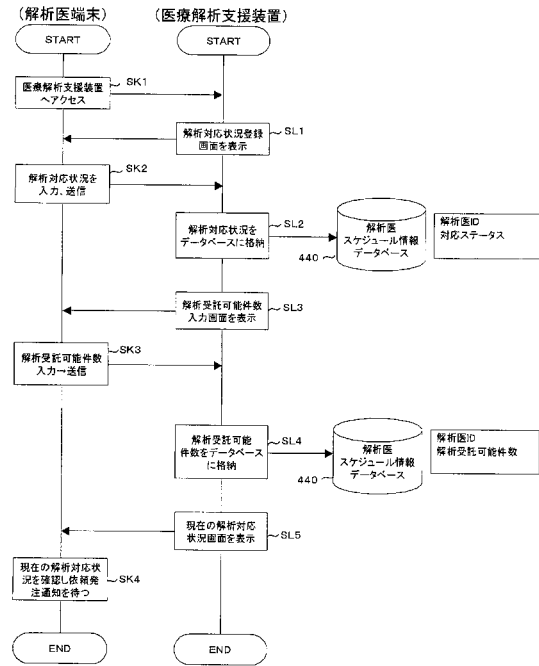 (解析医端末)
(医療解析支援装置)
START
START
医療解析支援装置
へアクセス
SK1
解析対応状況登録
画面を表示
SL1
解析対応状況を
入力、送信
SK2
解析対応状況を
データベースに格納
SL2
解析医
スケジュール情報
データベース
440
解析医ID
対応ステータス
解析受託可能件数
入力画面を表示
SL3
解析受託可能件数
入力→送信
SK3
解析受託可能
件数をデータベース
に格納
SL4
解析医
スケジュール情報
データベース
440
解析医ID
解析受託可能件数
現在の解析対応
状況画面を表示
SL5
現在の解析対応状
況を確認し依頼発
注通知を待つ
SK4
END
END